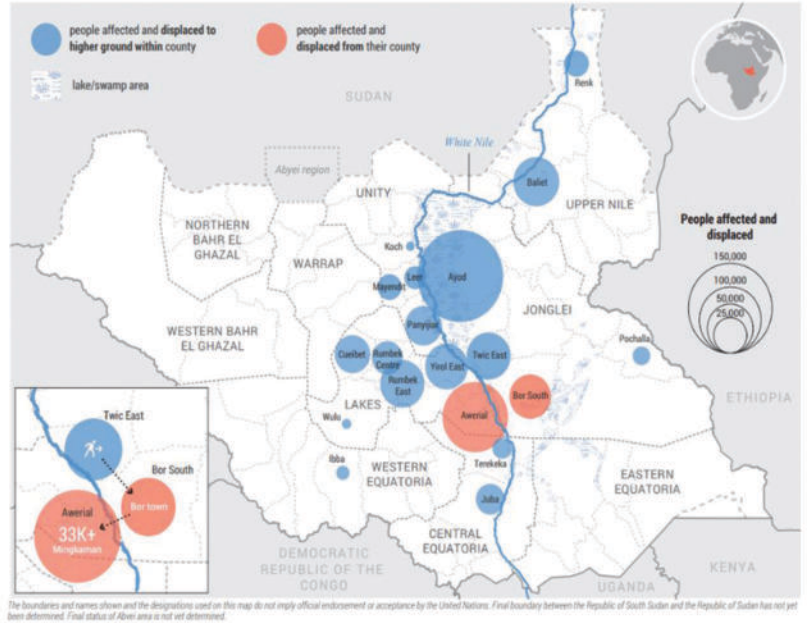 people affected and displaced to
higher ground within county
people affected and
displaced from their county
lake/swamp area
SUDAN
Renk
White Nile
Abyei region
Baliet
UNITY
UPPER NILE
NORTHERN
BAHR EL
GHAZAL
People affected and
displaced
150,000
100,000
50,000
25,000
Koch
WARRAP
Leer
Ayod
Mayendit
JONGLEI
Panyijiar
WESTERN BAHR
EL GHAZAL
Pochalla
Cueibet
Rumbek
Centre
Yirol East
Twic East
Rumbek
East
ETHIOPIA
Bor South
LAKES
Awerial
Wulu
Twic East
Ibba
Terekeka
Bor South
WESTERN
EQUATORIA
EASTERN
EQUATORIA
Juba
Bor town
Awerial
33K+
Mingkaman
CENTRAL
EQUATORIA
DEMOCRATIC
REPUBLIC OF THE
CONGO
KENYA
UGANDA
The boundaries and names shown and the designations used on this map do not imply official endorsement or acceptance by the United Nations. Final boundary between the Republic of South Sudan and the Republic of Sudan has not yet
been determined. Final status of Abyei area is not yet determined.